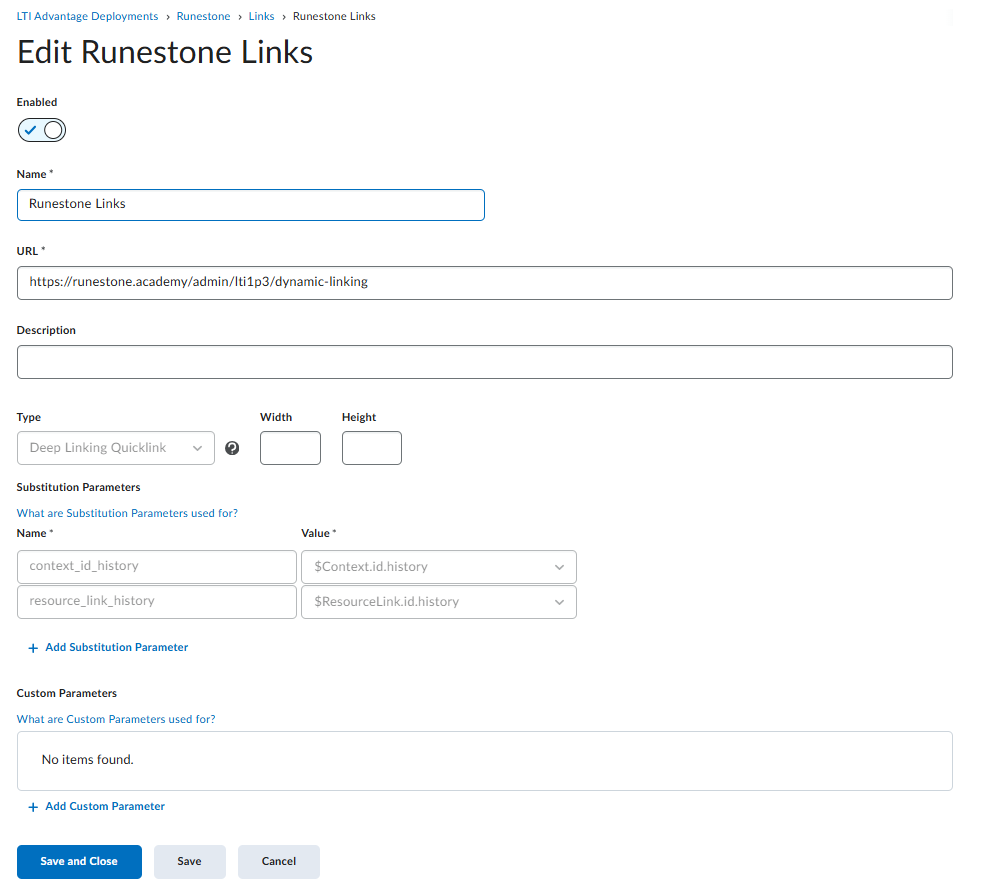 LTI Advantage Deployments › Runestone › Links › Runestone Links
Edit Runestone Links
Enabled
Name *
Runestone Links
URL *
https://runestone.academy/admin/lti1p3/dynamic-linking
Description
Type Width Height
Deep Linking Quicklink ?
Substitution Parameters
What are Substitution Parameters used for?
Name * Value *
context_id_history $Context.id.history
resource_link_history $ResourceLink.id.history
+ Add Substitution Parameter
Custom Parameters
What are Custom Parameters used for?
No items found.
+ Add Custom Parameter
Save and Close Save Cancel